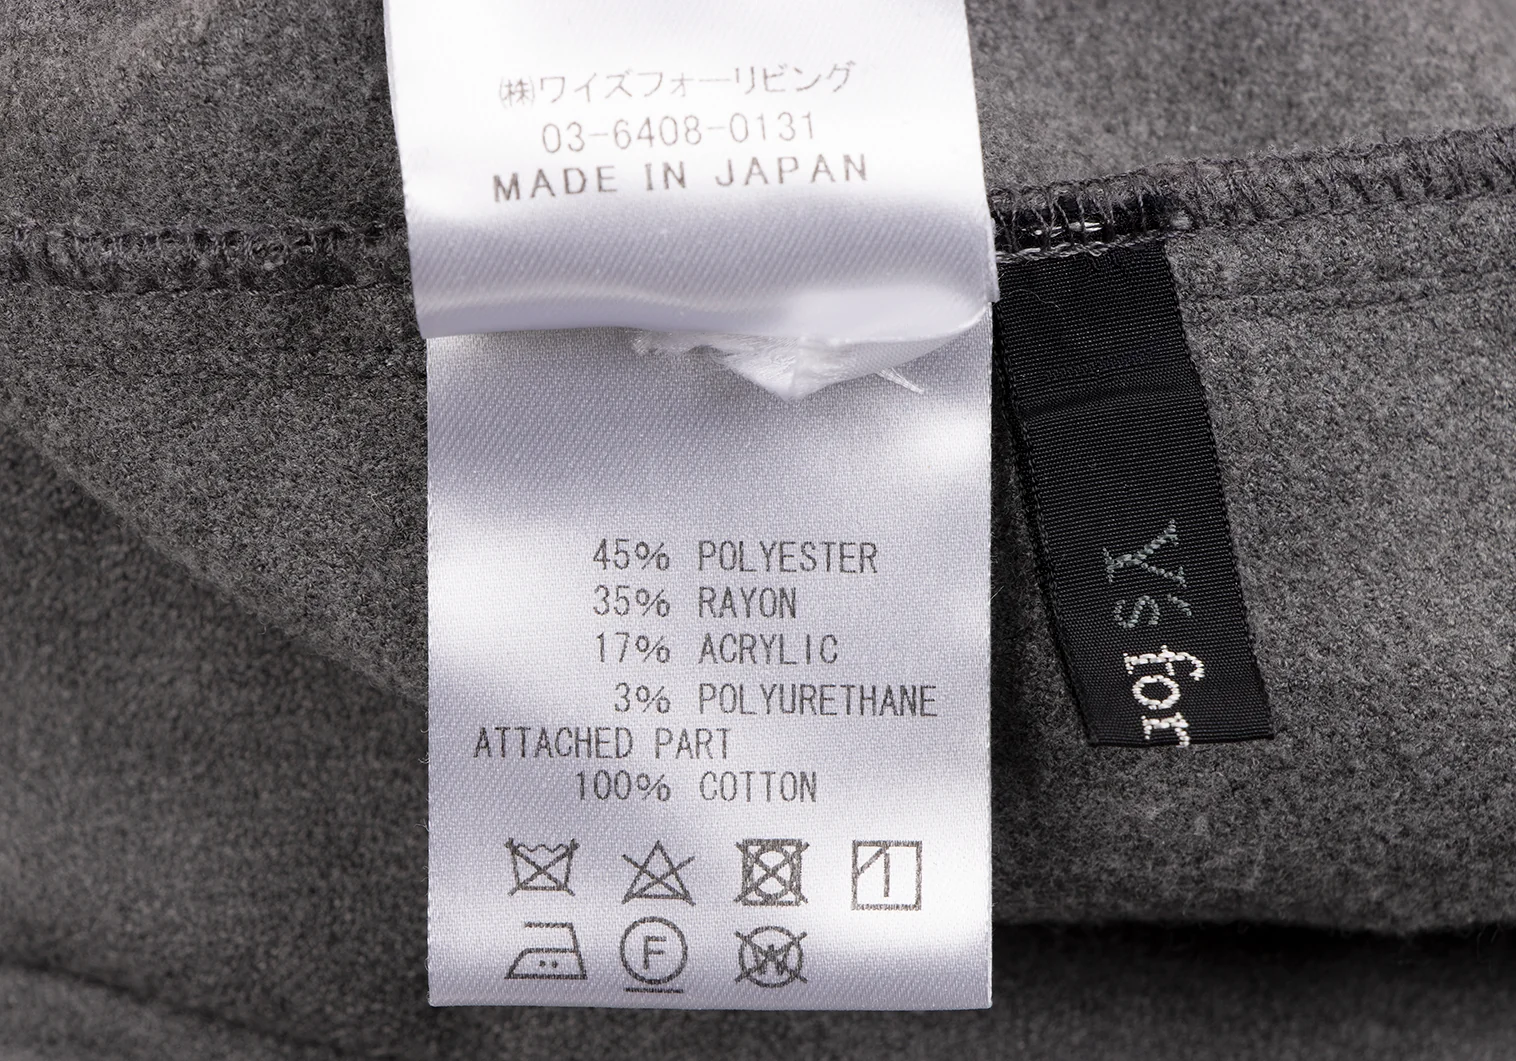 ㈱ワイズフォーリビング
03-6408-0131
MADE IN JAPAN
45% POLYESTER
35% RAYON
17% ACRYLIC
3% POLYURETHANE
ATTACHED PART
100% COTTON
F
W
Y's for